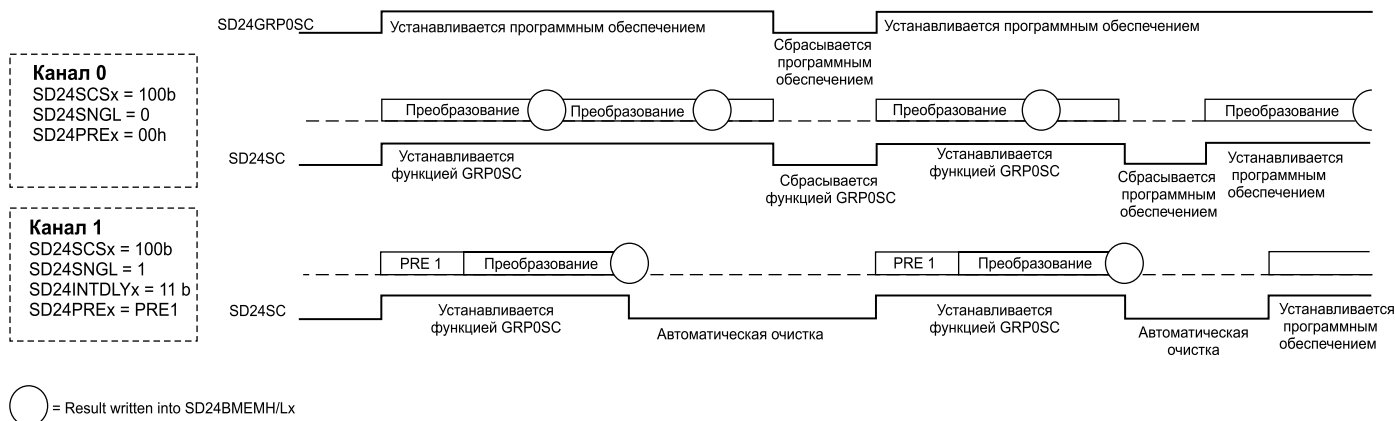 SD24GRP0SC
Устанавливается программным обеспечением
Сбрасывается
программным
обеспечением
Устанавливается программным обеспечением
Канал 0
SD24SCSx = 100b
SD24SNGL = 0
SD24PREx = 00h
Преобразование
Преобразование
Преобразование
Преобразование
SD24SC
Устанавливается
функцией GRP0SC
Сбрасывается
функцией GRP0SC
Устанавливается
функцией GRP0SC
Сбрасывается
программным
обеспечением
Устанавливается
программным
обеспечением
Канал 1
SD24SCSx = 100b
SD24SNGL = 1
SD24INTDLYx = 11 b
SD24PREx = PRE1
PRE 1
Преобразование
PRE 1
Преобразование
SD24SC
Устанавливается
функцией GRP0SC
Автоматическая очистка
Устанавливается
функцией GRP0SC
Автоматическая
очистка
Устанавливается
программным
обеспечением
= Result written into SD24BMEMH/Lx